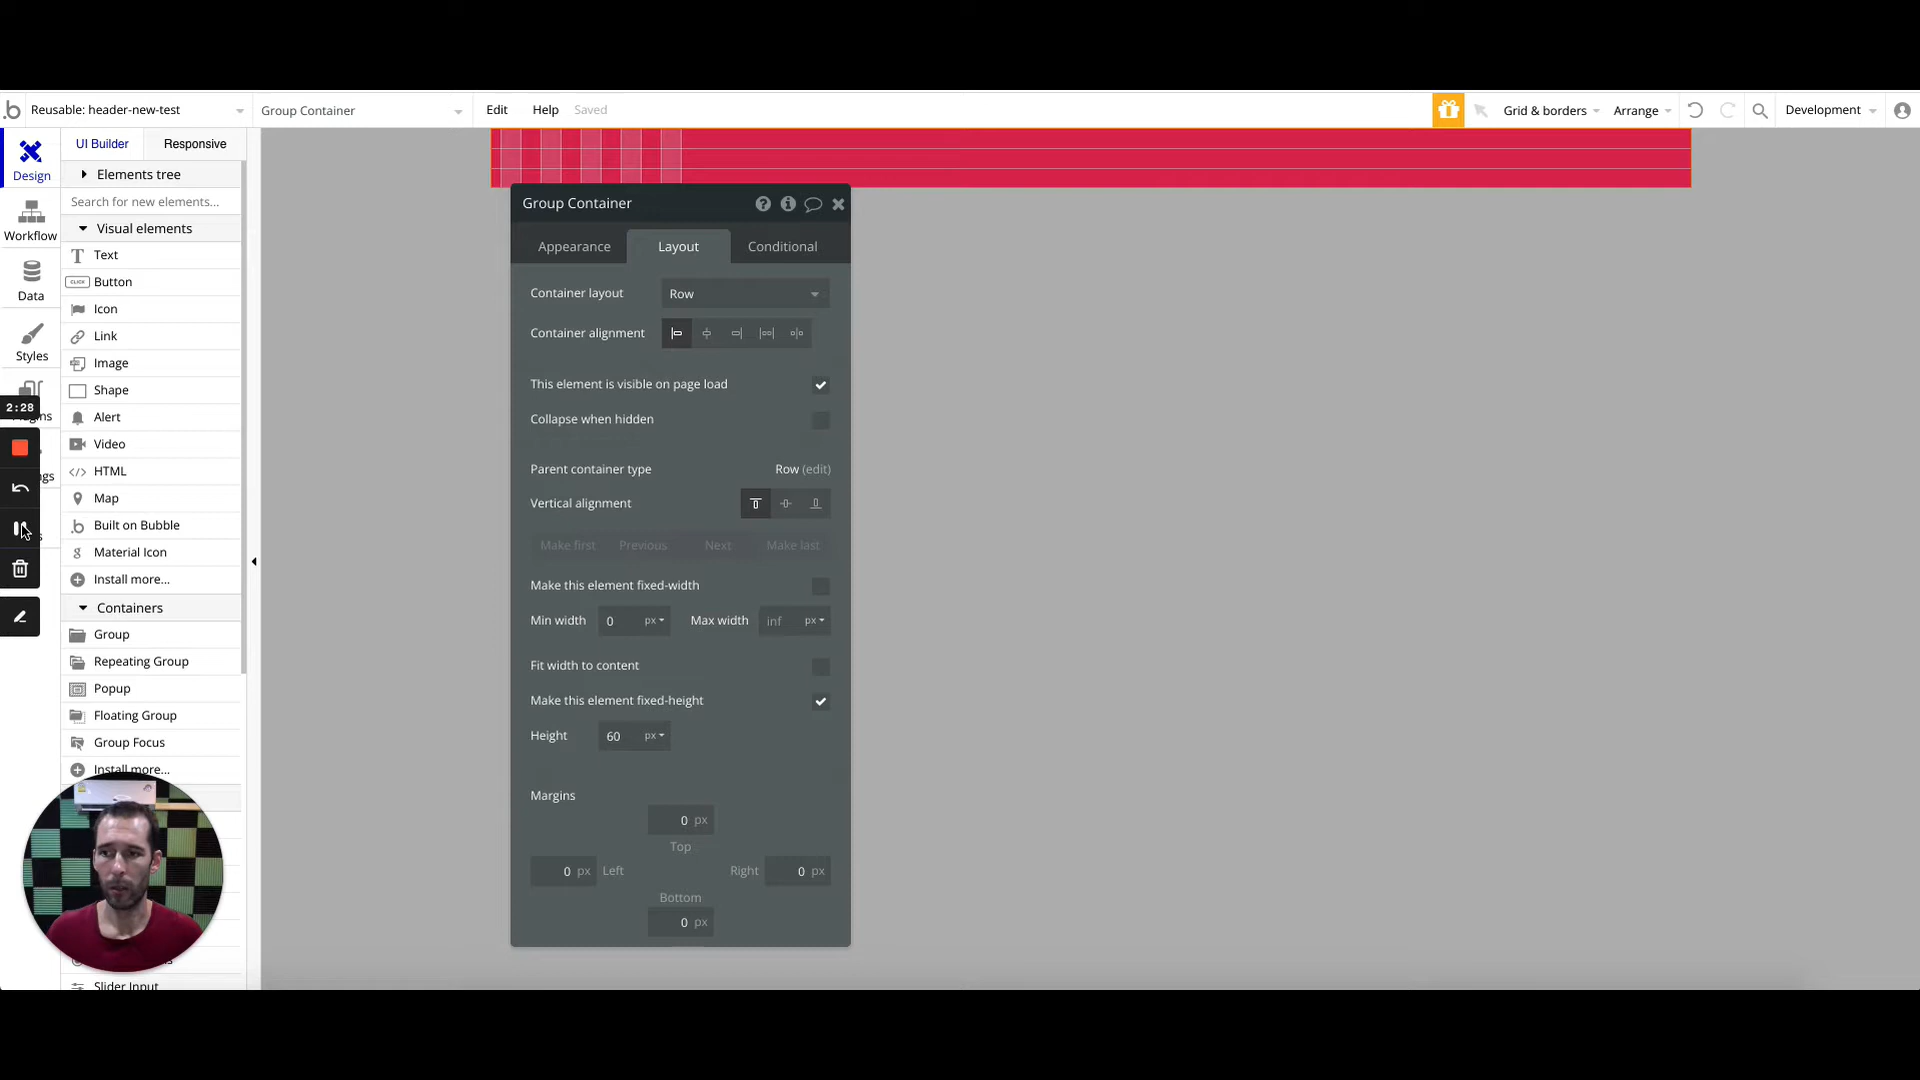 .b Reusable: header-new-test Group Container Edit Help Saved Grid & borders Arrange Development
UI Builder Responsive
Design
Elements tree
Search for new elements...
Workflow
Visual elements
Text
Button
Icon
Data
Link
Styles
Image
Shape
Alert
2:28
Video
HTML
Map
Built on Bubble
Material Icon
Install more...
Containers
Group
Repeating Group
Popup
Floating Group
Group Focus
Install more...
Slider Input
Group Container
Appearance Layout Conditional
Container layout Row
Container alignment
This element is visible on page load
Collapse when hidden
Parent container type Row (edit)
Vertical alignment
Make first Previous Next Make last
Make this element fixed-width
Min width 0 px Max width inf px
Fit width to content
Make this element fixed-height
Height 60 px
Margins
0 px
Top
0 px Left Right 0 px
Bottom
0 px